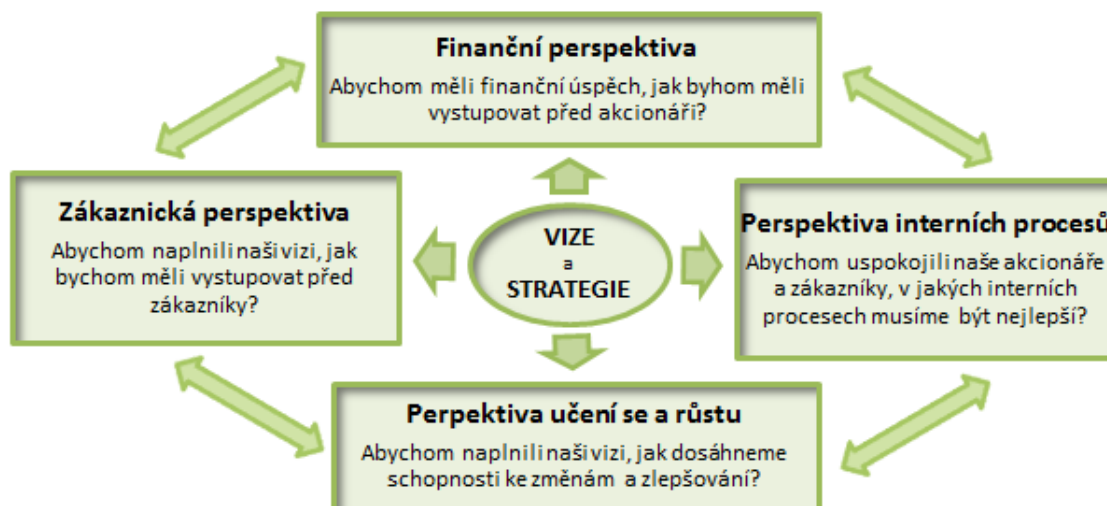 Finanční perspektiva
Abychom měli finanční úspěch, jak byhom měli
vystupovat před akcionáři?
Zákaznická perspektiva
Abychom naplnili naši vizi, jak
bychom měli vystupovat před
zákazníky?
VIZE
a
STRATEGIE
Perspektiva interních procesů
Abychom uspokojili naše akcionáře
a zákazníky, v jakých interních
procesech musíme být nejlepší?
Perpektiva učení se a růstu
Abychom naplnili naši vizi, jak dosáhneme
schopnosti ke změnám a zlepšování?